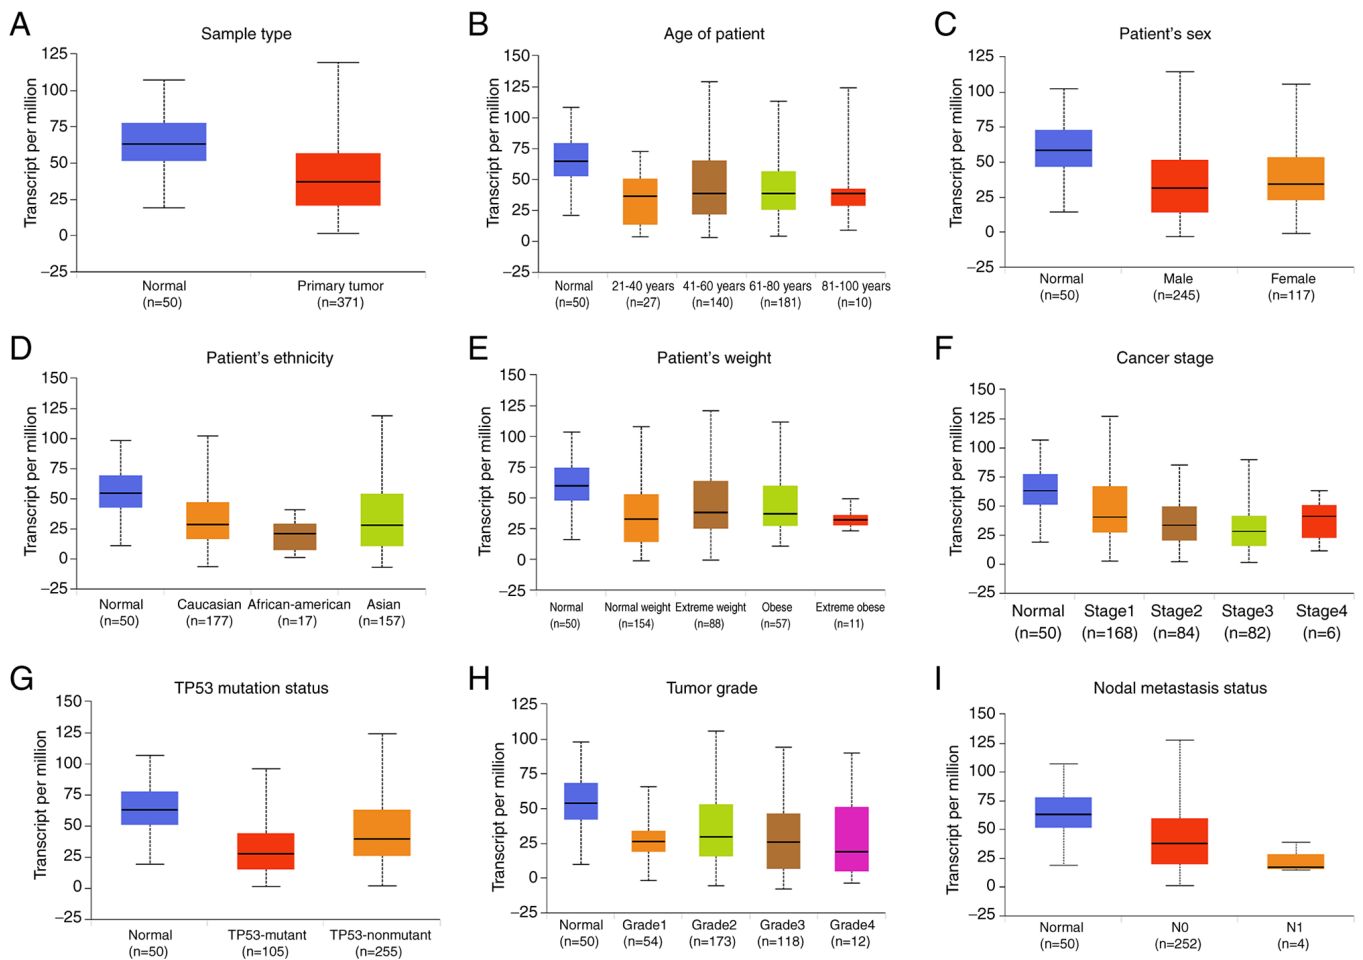 A
Sample type
Transcript per million
125
100
75
50
25
0
−25
Normal
(n=50)
Primary tumor
(n=371)
B
Age of patient
Transcript per million
150
125
100
75
50
25
0
−25
Normal
(n=50)
21-40 years
(n=27)
41-60 years
(n=140)
61-80 years
(n=181)
81-100 years
(n=10)
C
Patient's sex
Transcript per million
125
100
75
50
25
0
−25
Normal
(n=50)
Male
(n=245)
Female
(n=117)
D
Patient's ethnicity
Transcript per million
150
125
100
75
50
25
0
−25
Normal
(n=50)
Caucasian
(n=177)
African-american
(n=17)
Asian
(n=157)
E
Patient's weight
Transcript per million
150
125
100
75
50
25
0
−25
Normal
(n=50)
Normal weight
(n=154)
Extreme weight
(n=88)
Obese
(n=57)
Extreme obese
(n=11)
F
Cancer stage
Transcript per million
150
125
100
75
50
25
0
−25
Normal
(n=50)
Stage1
(n=168)
Stage2
(n=84)
Stage3
(n=82)
Stage4
(n=6)
G
TP53 mutation status
Transcript per million
150
125
100
75
50
25
0
−25
Normal
(n=50)
TP53-mutant
(n=105)
TP53-nonmutant
(n=255)
H
Tumor grade
Transcript per million
125
100
75
50
25
0
−25
Normal
(n=50)
Grade1
(n=54)
Grade2
(n=173)
Grade3
(n=118)
Grade4
(n=12)
I
Nodal metastasis status
Transcript per million
150
125
100
75
50
25
0
−25
Normal
(n=50)
N0
(n=252)
N1
(n=4)